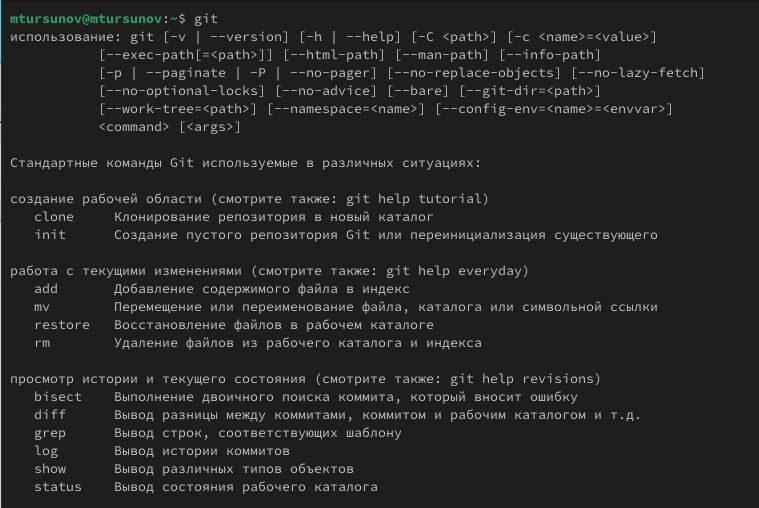 mtursunov@mtursunov:~$ git
использование: git [-v | --version] [-h | --help] [-C <path>] [-c <name>=<value>]
           [--exec-path[=<path>]] [--html-path] [--man-path] [--info-path]
           [-p | --paginate | -P | --no-pager] [--no-replace-objects] [--no-lazy-fetch]
           [--no-optional-locks] [--no-advice] [--bare] [--git-dir=<path>]
           [--work-tree=<path>] [--namespace=<name>] [--config-env=<name>=<envvar>]
           <command> [<args>]

Стандартные команды Git используемые в различных ситуациях:

создание рабочей области (смотрите также: git help tutorial)
   clone     Клонирование репозитория в новый каталог
   init      Создание пустого репозитория Git или переинициализация существующего

работа с текущими изменениями (смотрите также: git help everyday)
   add       Добавление содержимого файла в индекс
   mv        Перемещение или переименование файла, каталога или символьной ссылки
   restore   Восстановление файлов в рабочем каталоге
   rm        Удаление файлов из рабочего каталога и индекса

просмотр истории и текущего состояния (смотрите также: git help revisions)
   bisect    Выполнение двоичного поиска коммита, который вносит ошибку
   diff      Вывод разницы между коммитами, коммитом и рабочим каталогом и т.д.
   grep      Вывод строк, соответствующих шаблону
   log       Вывод истории коммитов
   show      Вывод различных типов объектов
   status    Вывод состояния рабочего каталога